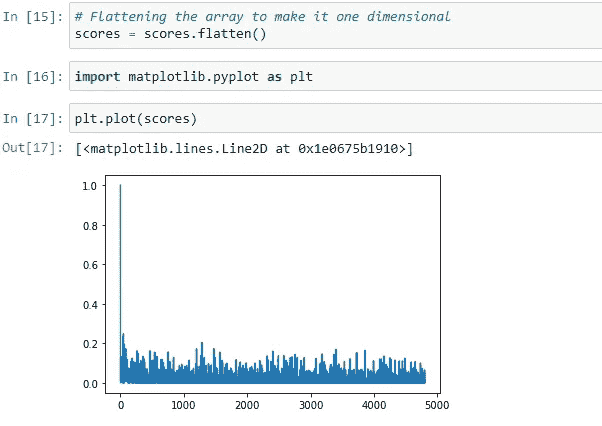 In [15]: # Flattening the array to make it one dimensional
scores = scores.flatten()
In [16]: import matplotlib.pyplot as plt
In [17]: plt.plot(scores)
Out[17]: [<matplotlib.lines.Line2D at 0x1e0675b1910>]
1.0
0.8
0.6
0.4
0.2
0.0
0 1000 2000 3000 4000 5000